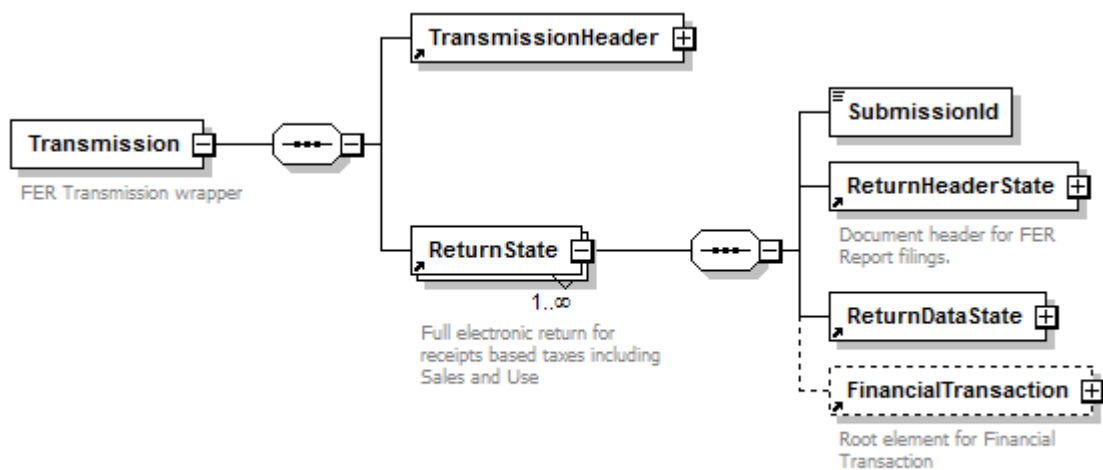 TransmissionHeader
SubmissionId
Transmission
FER Transmission wrapper
ReturnHeaderState
Document header for FER
Report filings.
ReturnState
1..∞
Full electronic return for
receipts based taxes including
Sales and Use
ReturnDataState
FinancialTransaction
Root element for Financial
Transaction